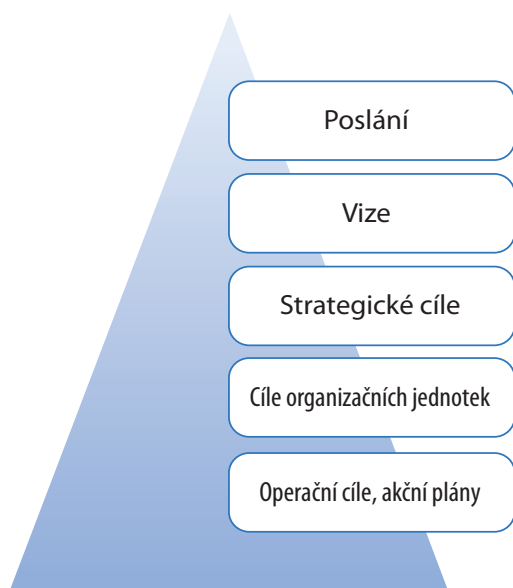 Poslání
Vize
Strategické cíle
Cíle organizačních jednotek
Operační cíle, akční plány